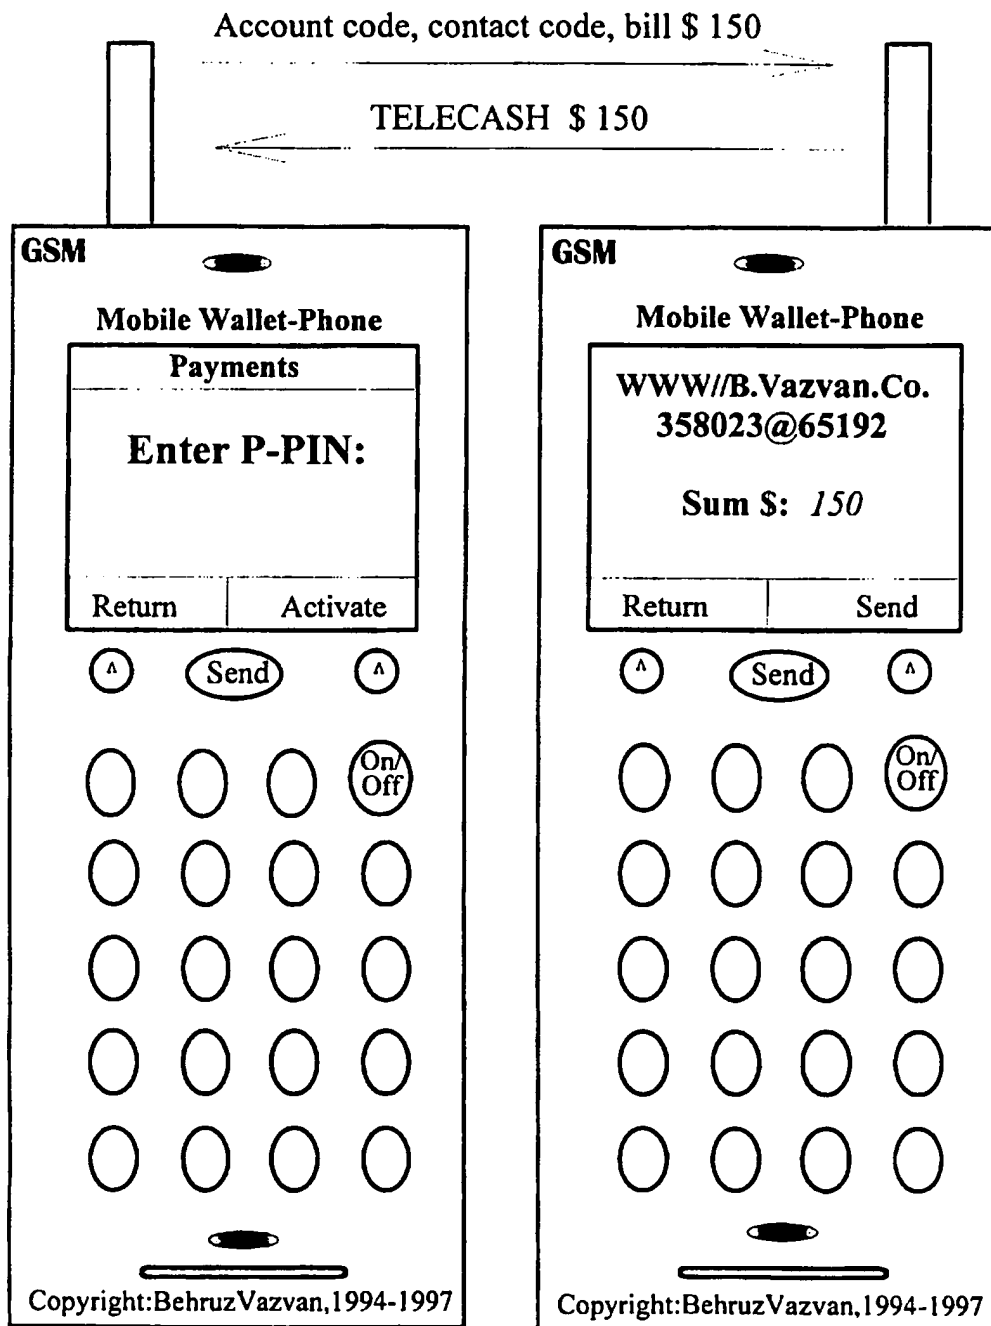 Account code, contact code, bill $ 150
TELECASH $ 150
GSM
Mobile Wallet-Phone
Payments
Enter P-PIN:
Return Activate
^ Send ^
On/
Off
Copyright:BehruzVazvan,1994-1997
GSM
Mobile Wallet-Phone
WWW//B.Vazvan.Co.
358023@65192
Sum $: 150
Return Send
^ Send ^
On/
Off
Copyright:BehruzVazvan,1994-1997